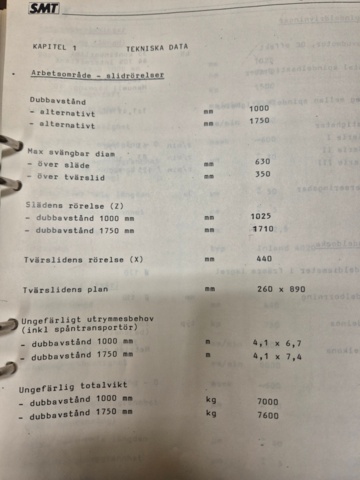 SMT
KAPITEL 1 TEKNISKA DATA
Arbetsområde - slidrörelser
Dubbavstånd
- alternativt mm 1000
- alternativt mm 1750
Max svängbar diam
- över släde mm 630
- över tvärslid mm 350
Slädens rörelse (Z)
- dubbavstånd 1000 mm mm 1025
- dubbavstånd 1750 mm mm 1710
Tvärslidens rörelse (X) mm 440
Tvärslidens plan mm 260 x 890
Ungefärligt utrymmesbehov
(inkl spåntransportör)
- dubbavstånd 1000 mm m 4,1 x 6,7
- dubbavstånd 1750 mm m 4,1 x 7,4
Ungefärlig totalvikt
- dubbavstånd 1000 mm kg 7000
- dubbavstånd 1750 mm kg 7600